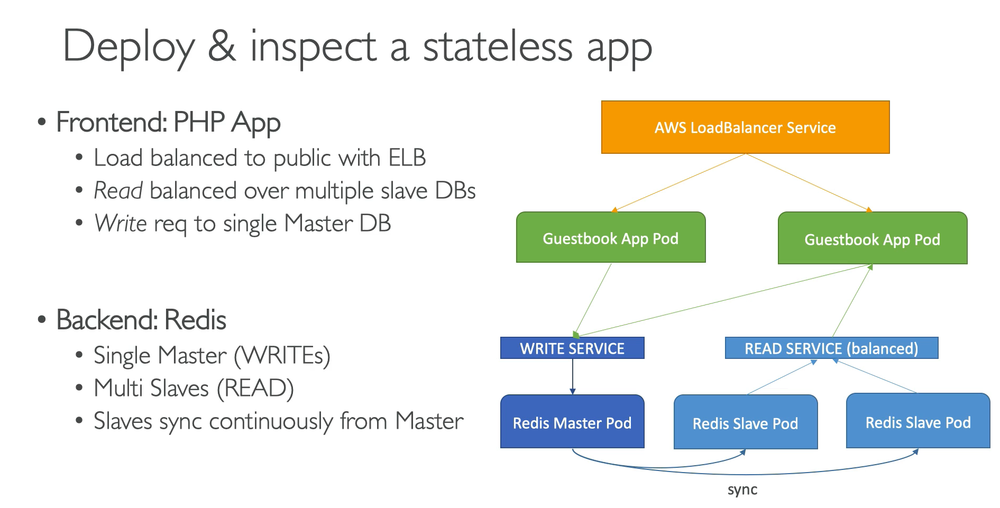 Deploy & inspect a stateless app
• Frontend: PHP App
• Load balanced to public with ELB
• Read balanced over multiple slave DBs
• Write req to single Master DB
• Backend: Redis
• Single Master (WRITEs)
• Multi Slaves (READ)
• Slaves sync continuously from Master
AWS LoadBalancer Service
Guestbook App Pod
Guestbook App Pod
WRITE SERVICE
READ SERVICE (balanced)
Redis Master Pod
Redis Slave Pod
Redis Slave Pod
sync